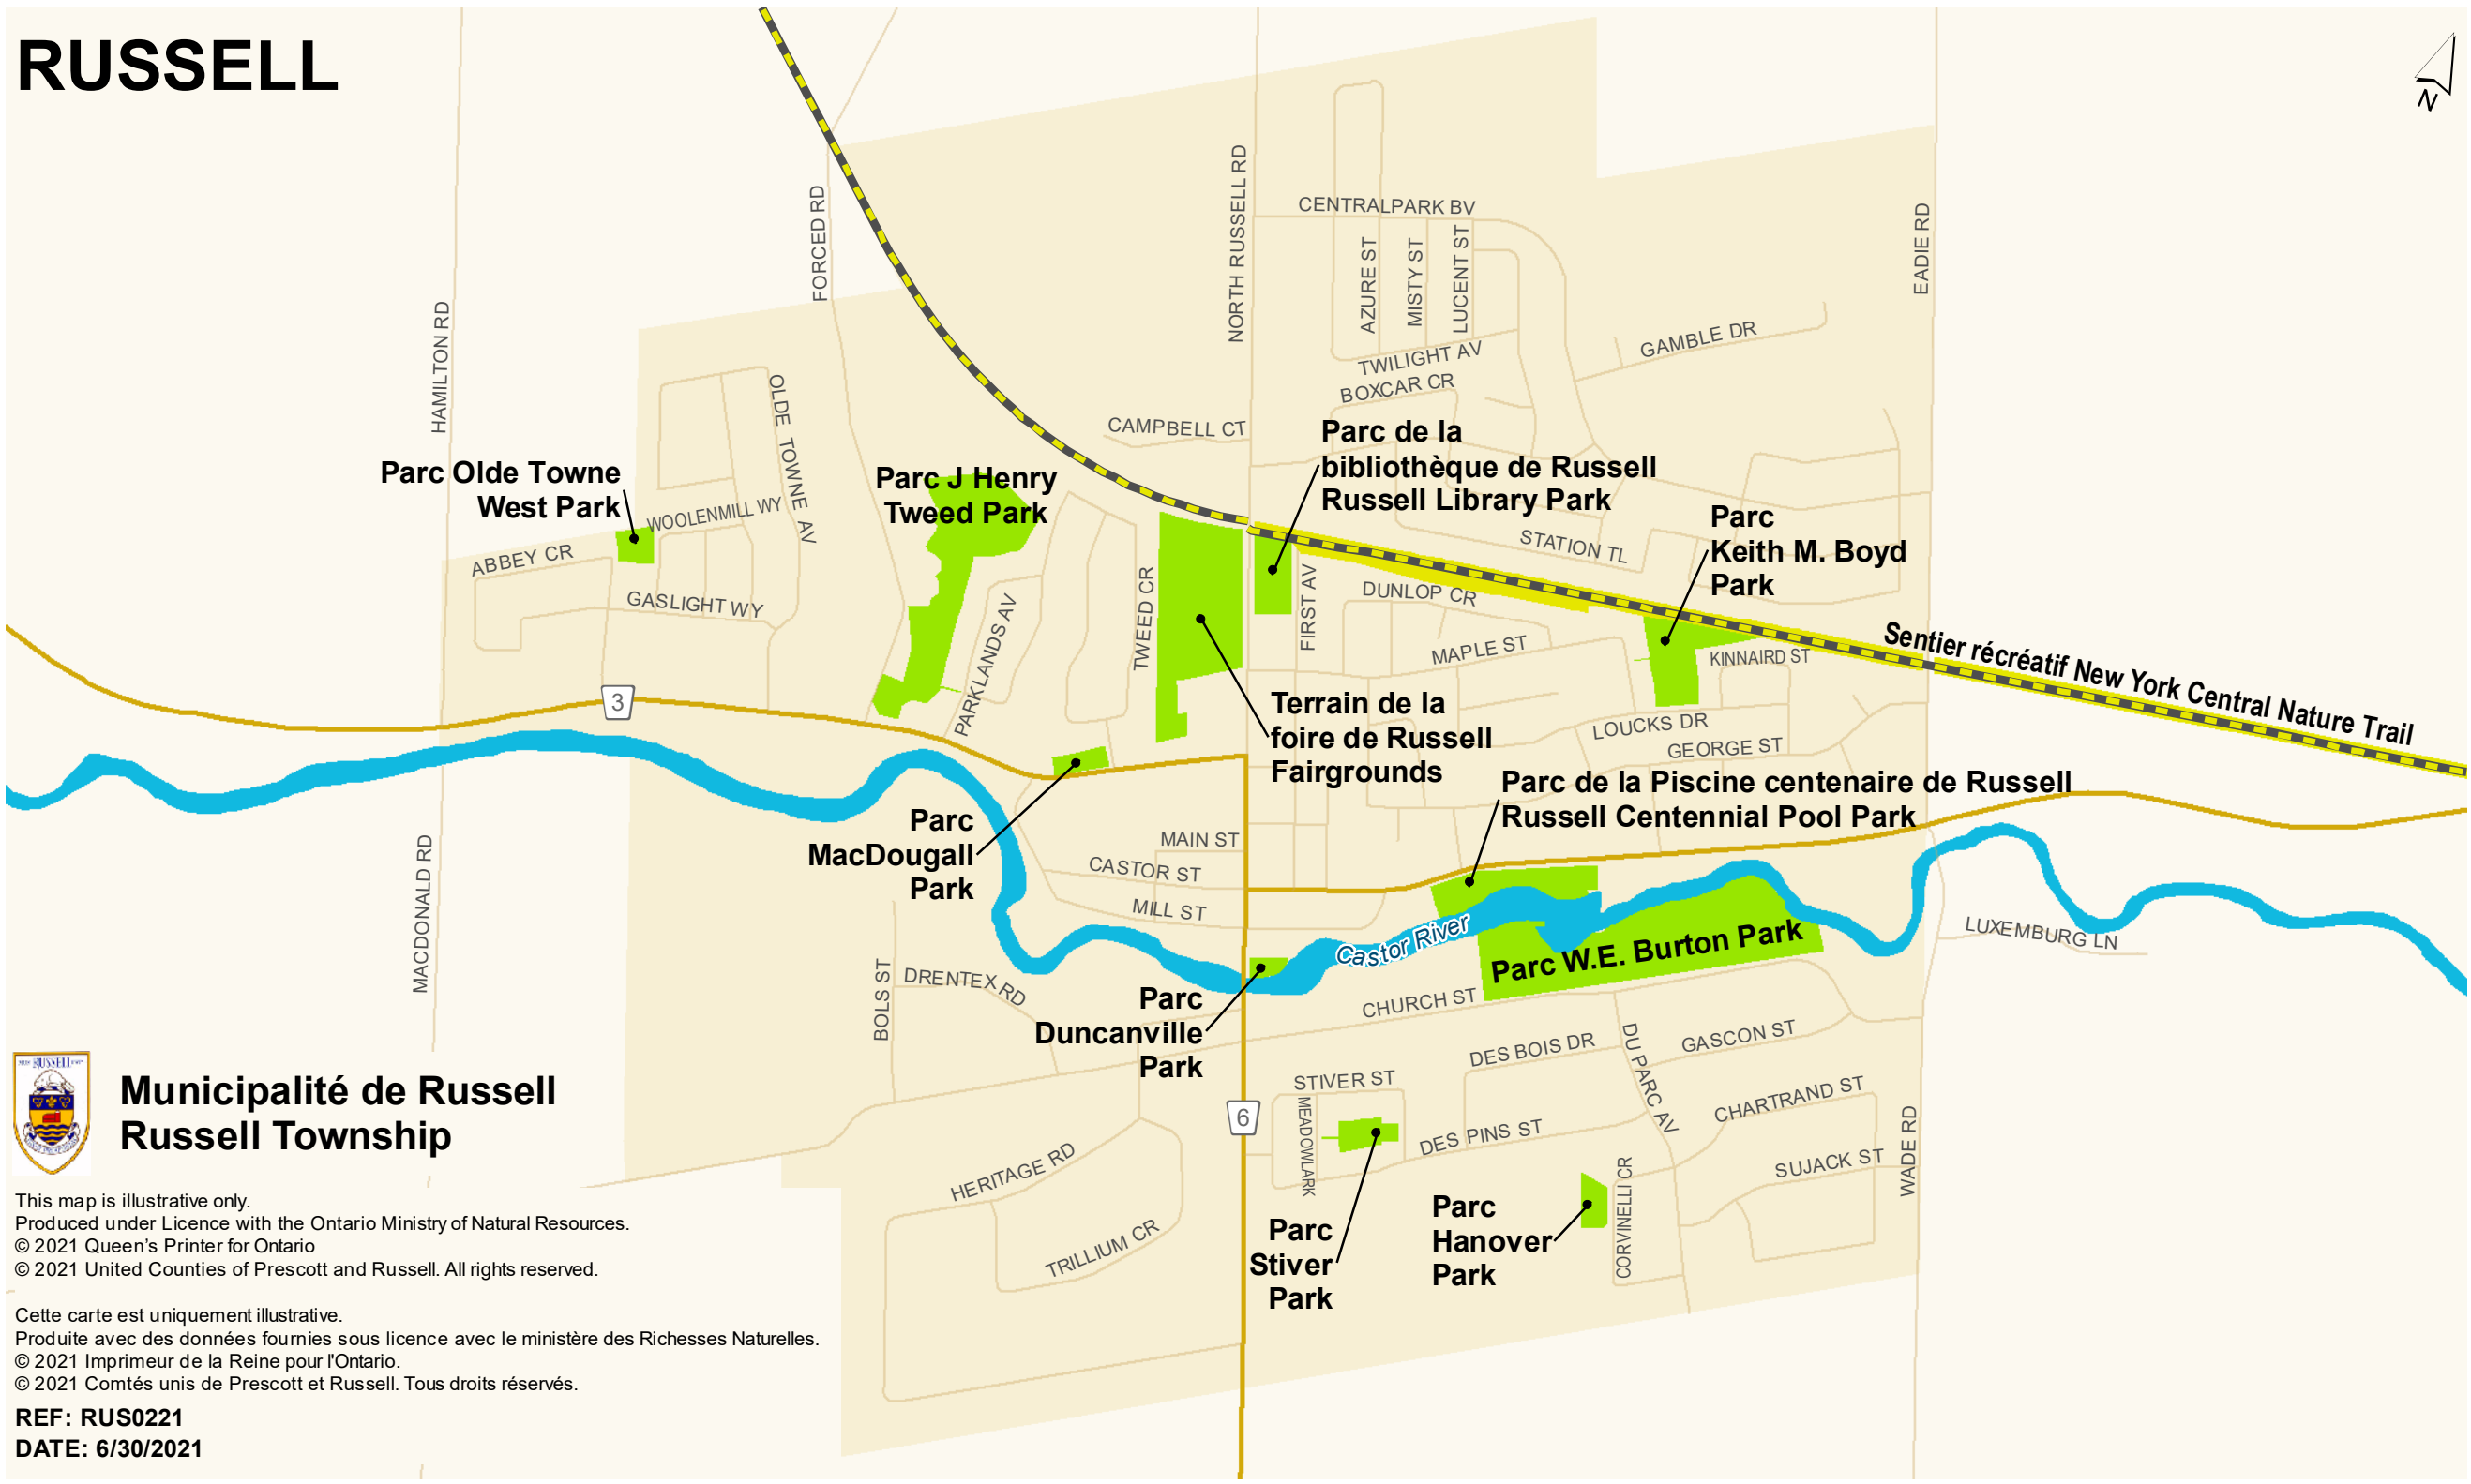 RUSSELL
N
HAMILTON RD
FORCED RD
NORTH RUSSELL RD
EADIE RD
CENTRALPARK BV
AZURE ST
MISTY ST
LUCENT ST
TWILIGHT AV
BOXCAR CR
GAMBLE DR
CAMPBELL CT
OLDE TOWNE AV
Parc Olde Towne
West Park
Parc J Henry
Tweed Park
Parc de la
bibliothèque de Russell
Russell Library Park
Parc
Keith M. Boyd
Park
WOOLENMILL WY
ABBEY CR
GASLIGHT WY
STATION TL
DUNLOP CR
FIRST AV
TWEED CR
PARKLANDS AV
MAPLE ST
KINNAIRD ST
Sentier récréatif New York Central Nature Trail
3
Terrain de la
foire de Russell
Fairgrounds
LOUCKS DR
GEORGE ST
Parc de la Piscine centenaire de Russell
Russell Centennial Pool Park
Parc
MacDougall
Park
MAIN ST
CASTOR ST
MILL ST
MACDONALD RD
Castor River
Parc W.E. Burton Park
LUXEMBURG LN
BOLS ST
DRENTEX RD
Parc
Duncanville
Park
CHURCH ST
DES BOIS DR
DU PARC AV
GASCON ST
STIVER ST
MEADOWLARK
6
DES PINS ST
CHARTRAND ST
SUJACK ST
WADE RD
HERITAGE RD
TRILLIUM CR
CORVINELLI CR
Parc
Stiver
Park
Parc
Hanover
Park
RUSSELL
Municipalité de Russell
Russell Township
This map is illustrative only.
Produced under Licence with the Ontario Ministry of Natural Resources.
© 2021 Queen's Printer for Ontario
© 2021 United Counties of Prescott and Russell. All rights reserved.
Cette carte est uniquement illustrative.
Produite avec des données fournies sous licence avec le ministère des Richesses Naturelles.
© 2021 Imprimeur de la Reine pour l'Ontario.
© 2021 Comtés unis de Prescott et Russell. Tous droits réservés.
REF: RUS0221
DATE: 6/30/2021